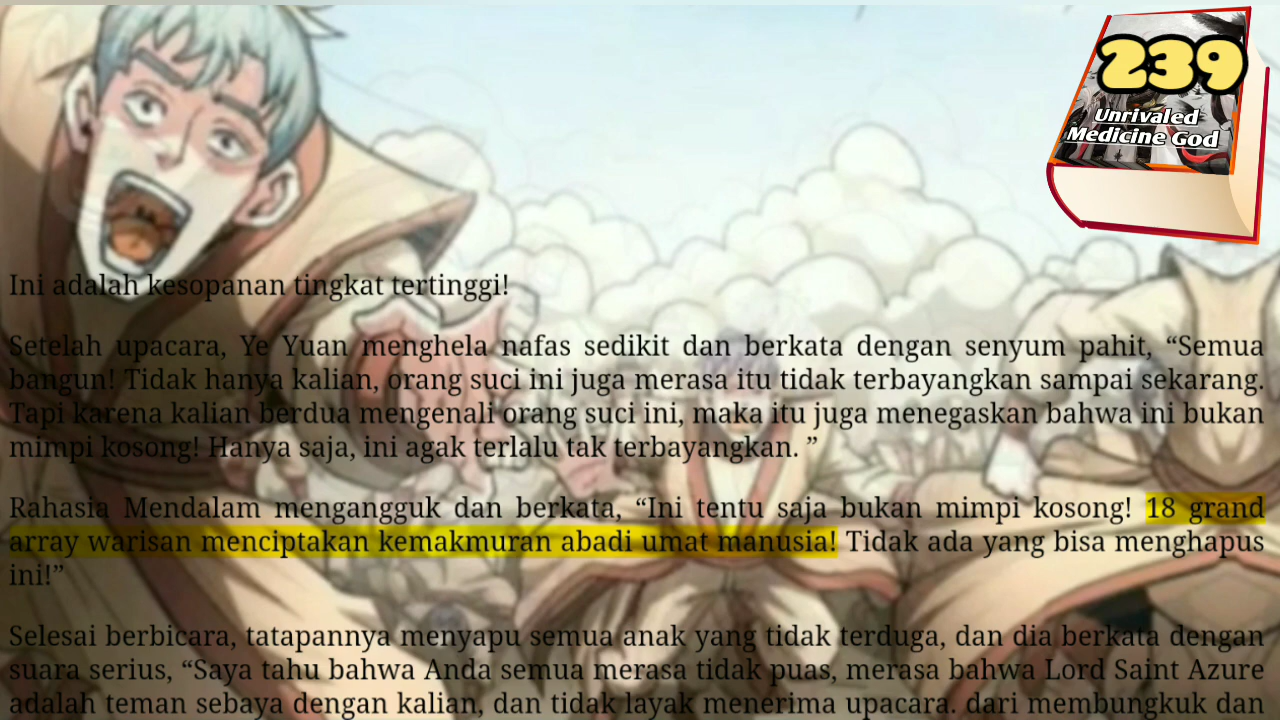 239
Unrivaled
Medicine God
Ini adalah kesopanan tingkat tertinggi!
Setelah upacara, Ye Yuan menghela nafas sedikit dan berkata dengan senyum pahit, “Semua
bangun! Tidak hanya kalian, orang suci ini juga merasa itu tidak terbayangkan sampai sekarang.
Tapi karena kalian berdua mengenali orang suci ini, maka itu juga menegaskan bahwa ini bukan
mimpi kosong! Hanya saja, ini agak terlalu tak terbayangkan. ”
Rahasia Mendalam mengangguk dan berkata, “Ini tentu saja bukan mimpi kosong! 18 grand
array warisan menciptakan kemakmuran abadi umat manusia! Tidak ada yang bisa menghapus
ini!”
Selesai berbicara, tatapannya menyapu semua anak yang tidak terduga, dan dia berkata dengan
suara serius, “Saya tahu bahwa Anda semua merasa tidak puas, merasa bahwa Lord Saint Azure
adalah teman sebaya dengan kalian, dan tidak layak menerima upacara. dari membungkuk dan